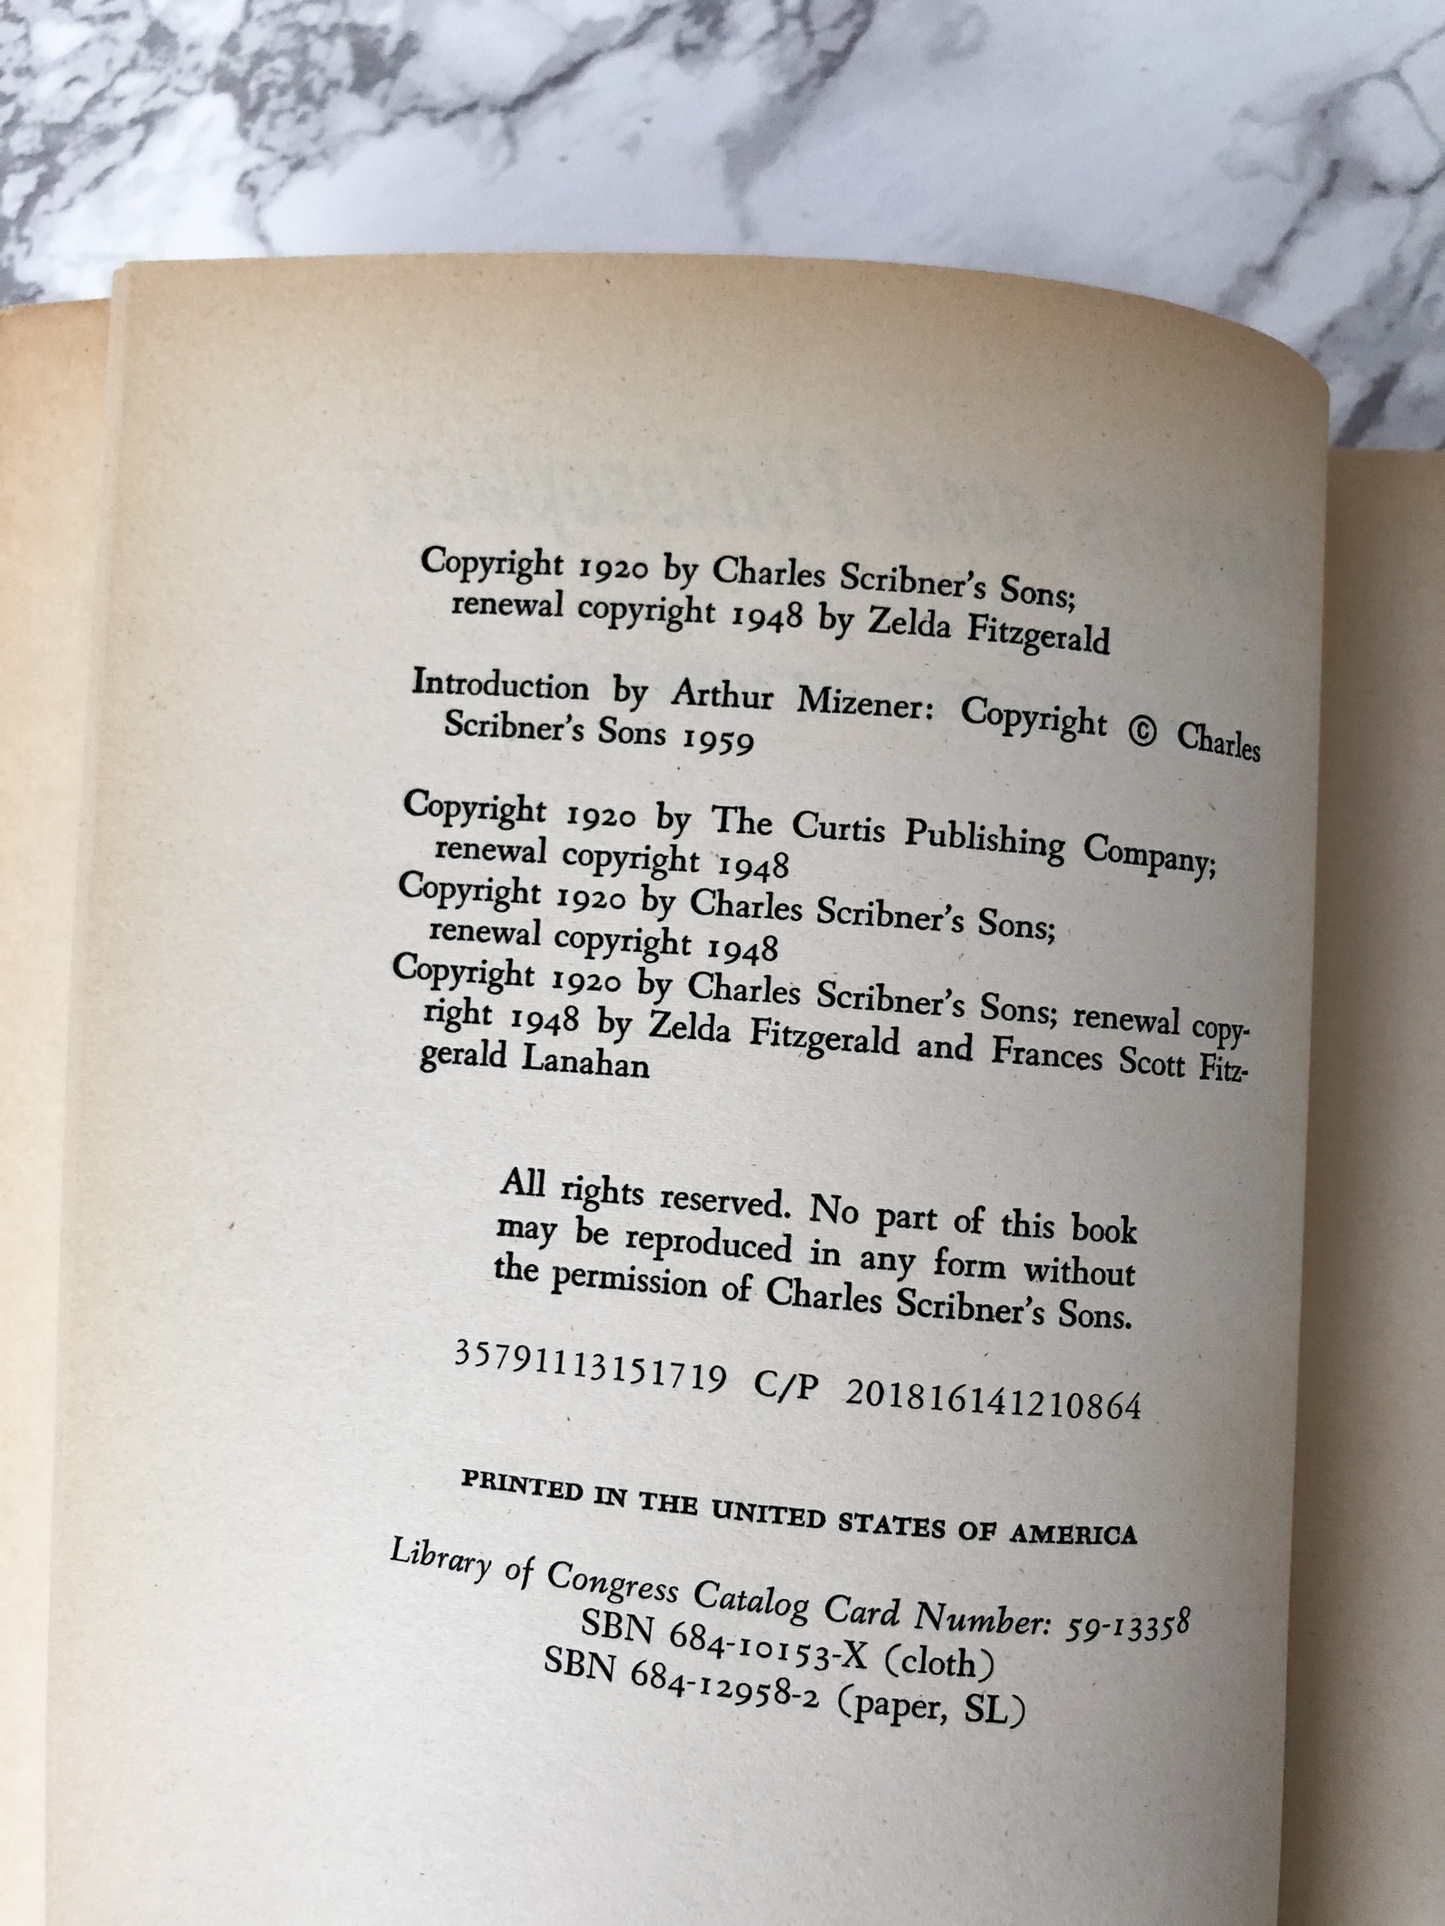 Copyright 1920 by Charles Scribner's Sons;
renewal copyright 1948 by Zelda Fitzgerald
Introduction by Arthur Mizener: Copyright © Charles
Scribner's Sons 1959
Copyright 1920 by The Curtis Publishing Company;
renewal copyright 1948
Copyright 1920 by Charles Scribner's Sons;
renewal copyright 1948
Copyright 1920 by Charles Scribner's Sons; renewal copy-
right 1948 by Zelda Fitzgerald and Frances Scott Fitz-
gerald Lanahan
All rights reserved. No part of this book
may be reproduced in any form without
the permission of Charles Scribner's Sons.
35791113151719 C/P 201816141210864
PRINTED IN THE UNITED STATES OF AMERICA
Library of Congress Catalog Card Number: 59-13358
SBN 684-10153-X (cloth)
SBN 684-12958-2 (paper, SL)